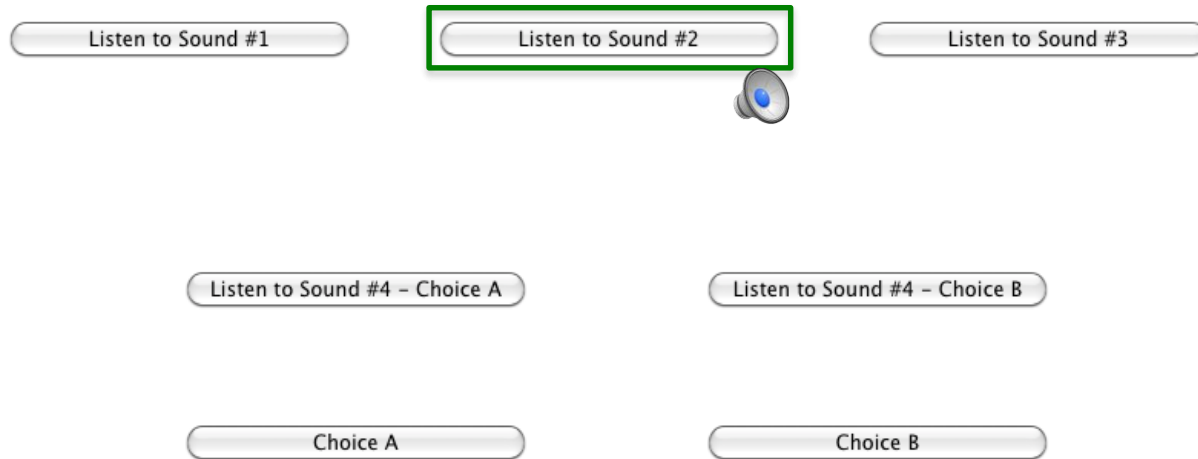 Listen to Sound #1
Listen to Sound #2
Listen to Sound #3
Listen to Sound #4 – Choice A
Listen to Sound #4 – Choice B
Choice A
Choice B